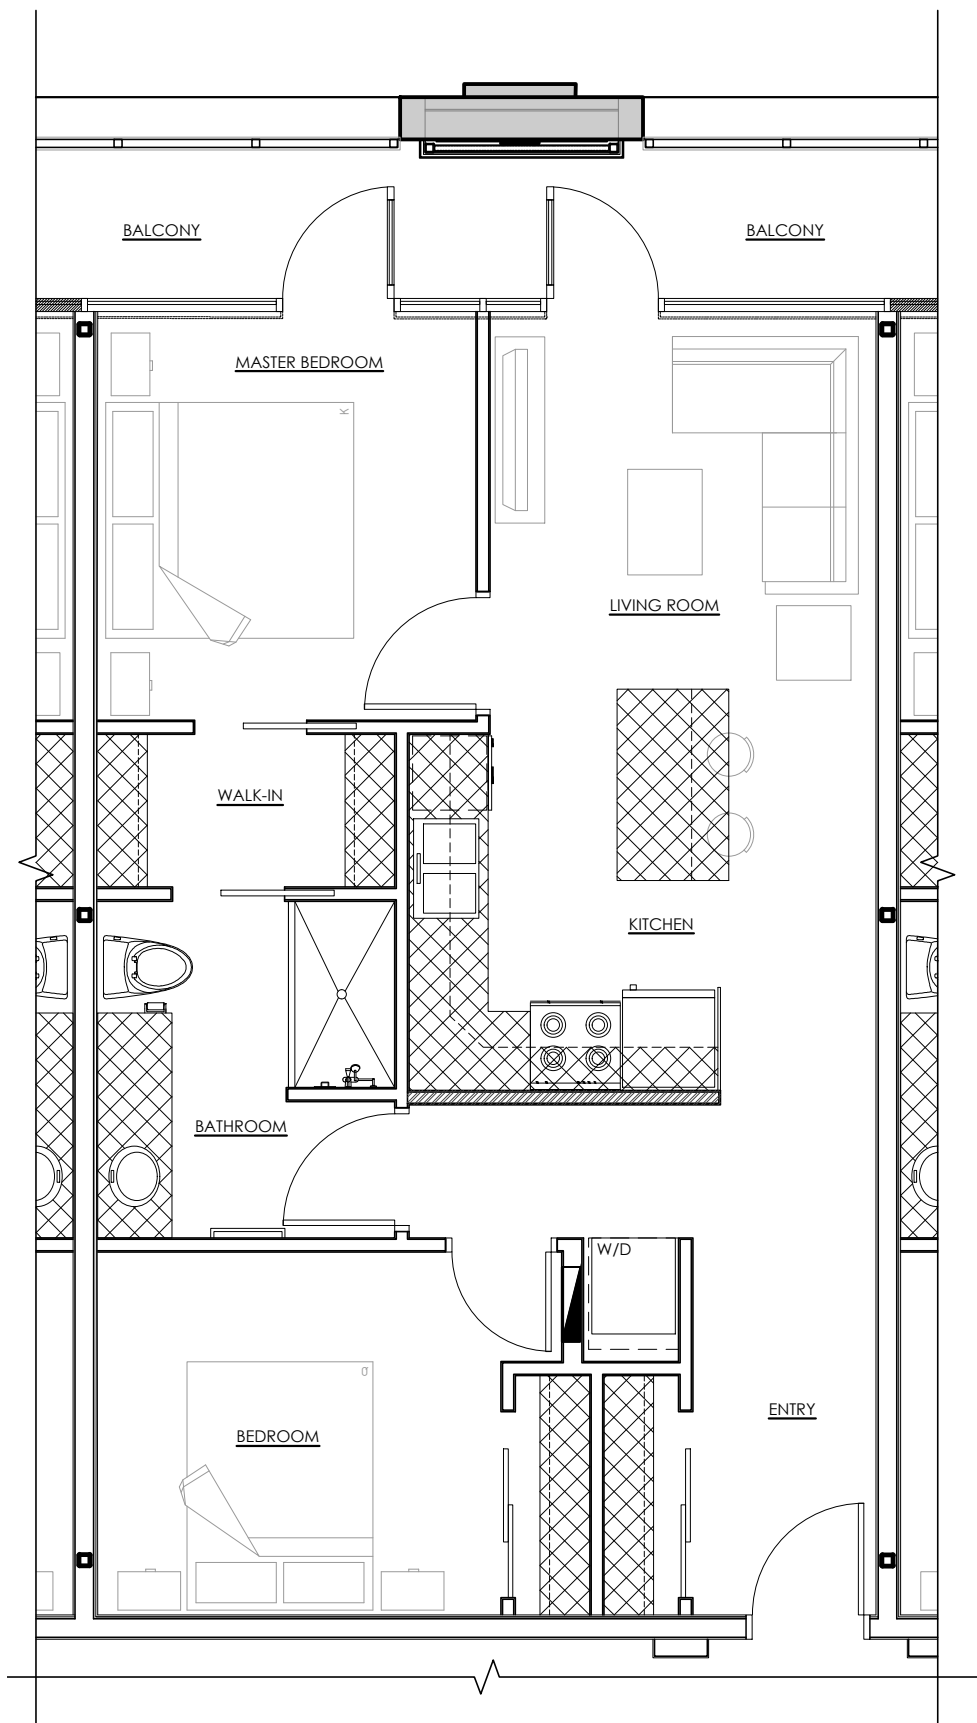 BALCONY
BALCONY
MASTER BEDROOM
K
LIVING ROOM
WALK-IN
KITCHEN
BATHROOM
W/D
Q
ENTRY
BEDROOM